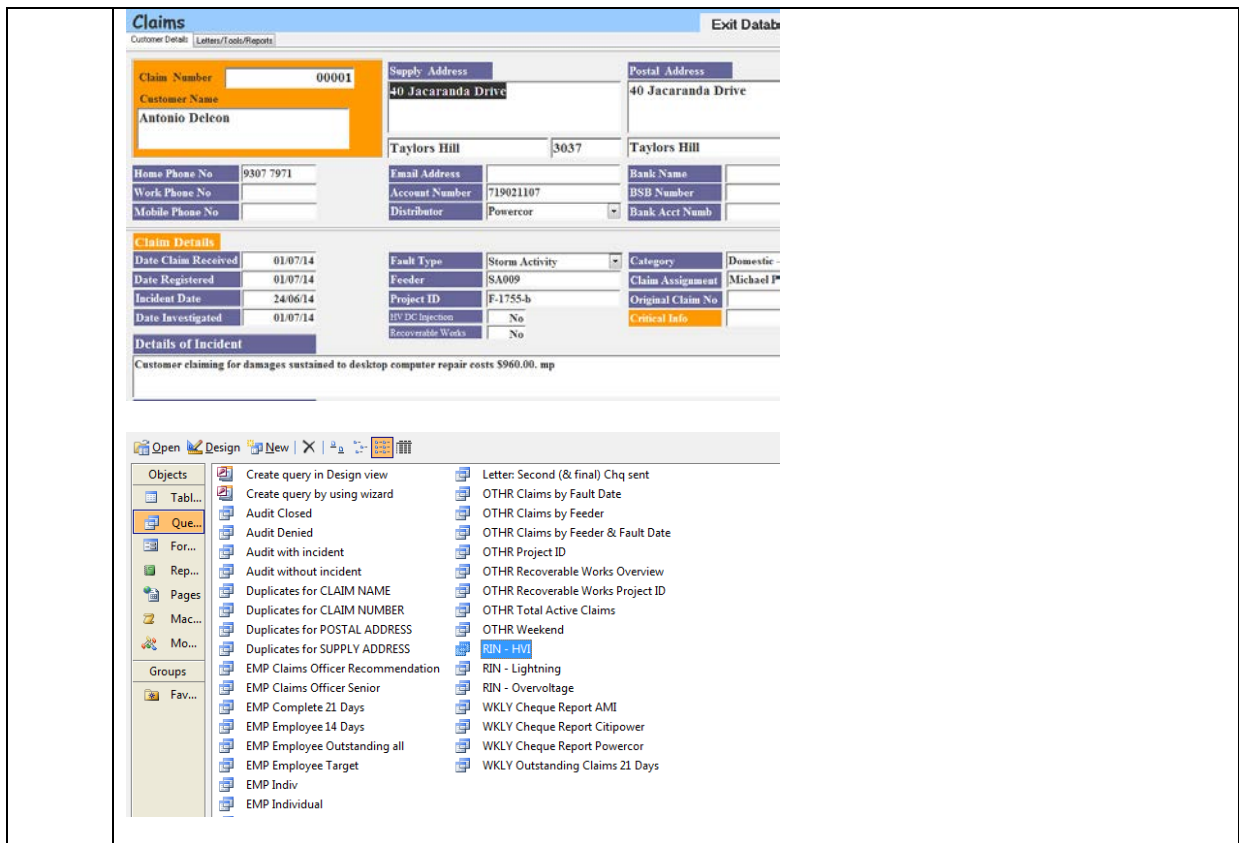 Claims
Exit Datab
Customer Details Letters/Tools/Reports
Claim Number 00001
Customer Name
Antonio Deleon
Supply Address
40 Jacaranda Drive
Taylors Hill 3037
Postal Address
40 Jacaranda Drive
Taylors Hill
Home Phone No 9307 7971
Work Phone No
Mobile Phone No
Email Address
Account Number 719021107
Distributor Powercor
Bank Name
BSB Number
Bank Acct Numb
Claim Details
Date Claim Received 01/07/14
Date Registered 01/07/14
Incident Date 24/06/14
Date Investigated 01/07/14
Fault Type Storm Activity
Feeder SA009
Project ID F-1755-b
HV DC Injection No
Recoverable Works No
Category Domestic -
Claim Assignment Michael P
Original Claim No
Critical Info
Details of Incident
Customer claiming for damages sustained to desktop computer repair costs $960.00. mp
Open Design New
Objects
Tabl...
Que...
For...
Rep...
Pages
Mac...
Mo...
Groups
Fav...
Create query in Design view
Create query by using wizard
Audit Closed
Audit Denied
Audit with incident
Audit without incident
Duplicates for CLAIM NAME
Duplicates for CLAIM NUMBER
Duplicates for POSTAL ADDRESS
Duplicates for SUPPLY ADDRESS
EMP Claims Officer Recommendation
EMP Claims Officer Senior
EMP Complete 21 Days
EMP Employee 14 Days
EMP Employee Outstanding all
EMP Employee Target
EMP Indiv
EMP Individual
Letter: Second (& final) Chq sent
OTHR Claims by Fault Date
OTHR Claims by Feeder
OTHR Claims by Feeder & Fault Date
OTHR Project ID
OTHR Recoverable Works Overview
OTHR Recoverable Works Project ID
OTHR Total Active Claims
OTHR Weekend
RIN - HVI
RIN - Lightning
RIN - Overvoltage
WKLY Cheque Report AMI
WKLY Cheque Report Citipower
WKLY Cheque Report Powercor
WKLY Outstanding Claims 21 Days